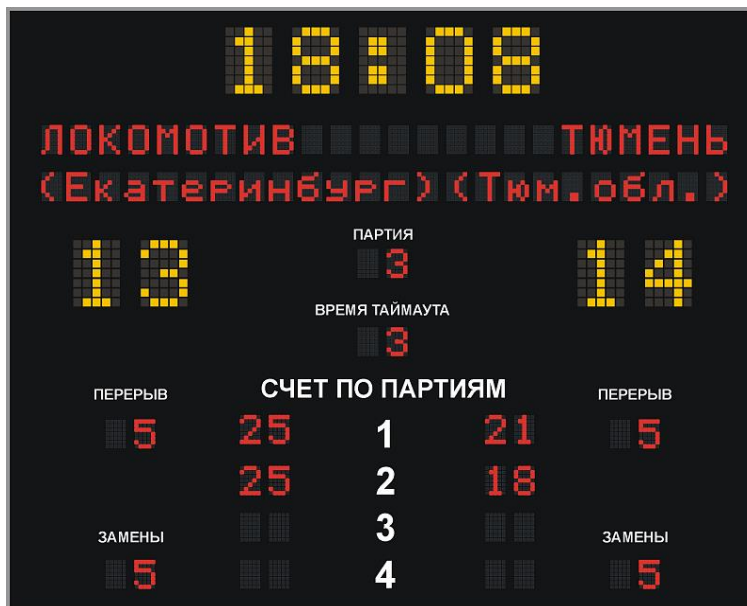 18:08
ЛОКОМОТИВ ТЮМЕНЬ
(Екатеринбург) (Тюм.обл.)
13 ПАРТИЯ 14
3
ВРЕМЯ ТАЙМАУТА
3
ПЕРЕРЫВ СЧЕТ ПО ПАРТИЯМ ПЕРЕРЫВ
5 25 1 21 5
25 2 18
ЗАМЕНЫ 3 ЗАМЕНЫ
5 4 5